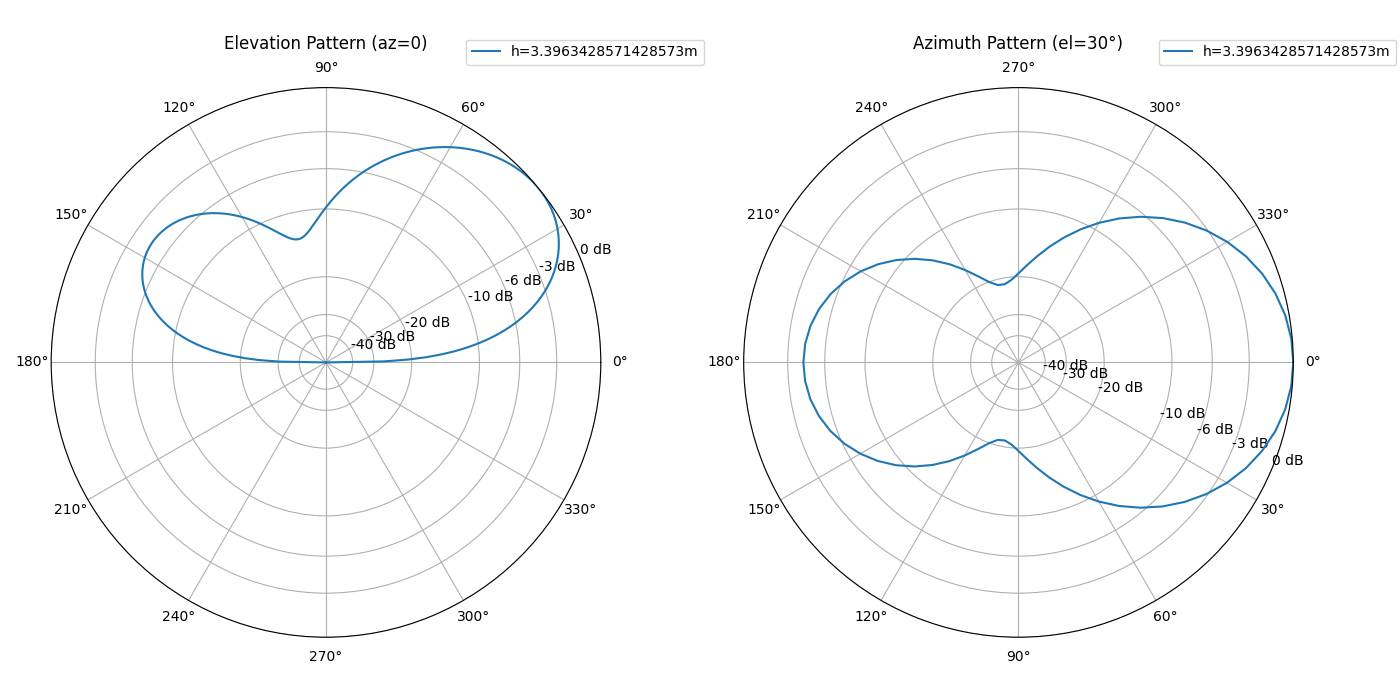 Elevation Pattern (az=0)
h=3.3963428571428573m
90°
120°
60°
150°
30°
0 dB
-3 dB
-6 dB
-10 dB
-20 dB
-30 dB
-40 dB
180°
0°
210°
330°
240°
300°
270°
Azimuth Pattern (el=30°)
h=3.3963428571428573m
270°
240°
300°
210°
330°
180°
0°
-40 dB
-30 dB
-20 dB
-10 dB
-6 dB
-3 dB
0 dB
150°
30°
120°
60°
90°